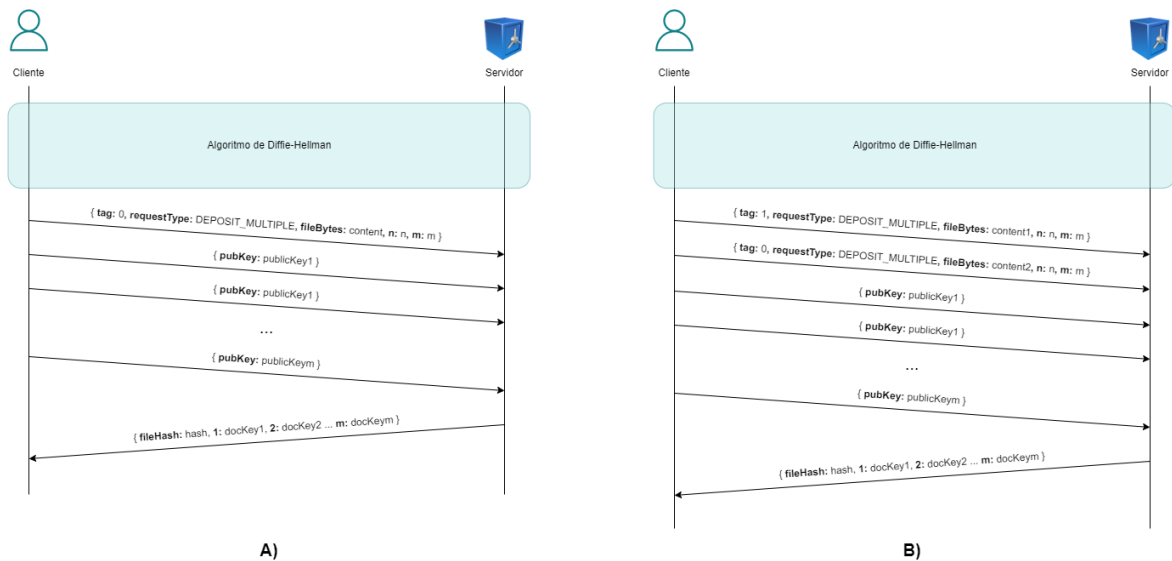 Cliente
Servidor
Algoritmo de Diffie-Hellman
{ tag: 0, requestType: DEPOSIT_MULTIPLE, fileBytes: content, n: n, m: m }
{ pubKey: publicKey1 }
{ pubKey: publicKey1 }
...
{ pubKey: publicKeym }
{ fileHash: hash, 1: docKey1, 2: docKey2 ... m: docKeym }
A)
Cliente
Servidor
Algoritmo de Diffie-Hellman
{ tag: 1, requestType: DEPOSIT_MULTIPLE, fileBytes: content1, n: n, m: m }
{ tag: 0, requestType: DEPOSIT_MULTIPLE, fileBytes: content2, n: n, m: m }
{ pubKey: publicKey1 }
{ pubKey: publicKey1 }
...
{ pubKey: publicKeym }
{ fileHash: hash, 1: docKey1, 2: docKey2 ... m: docKeym }
B)